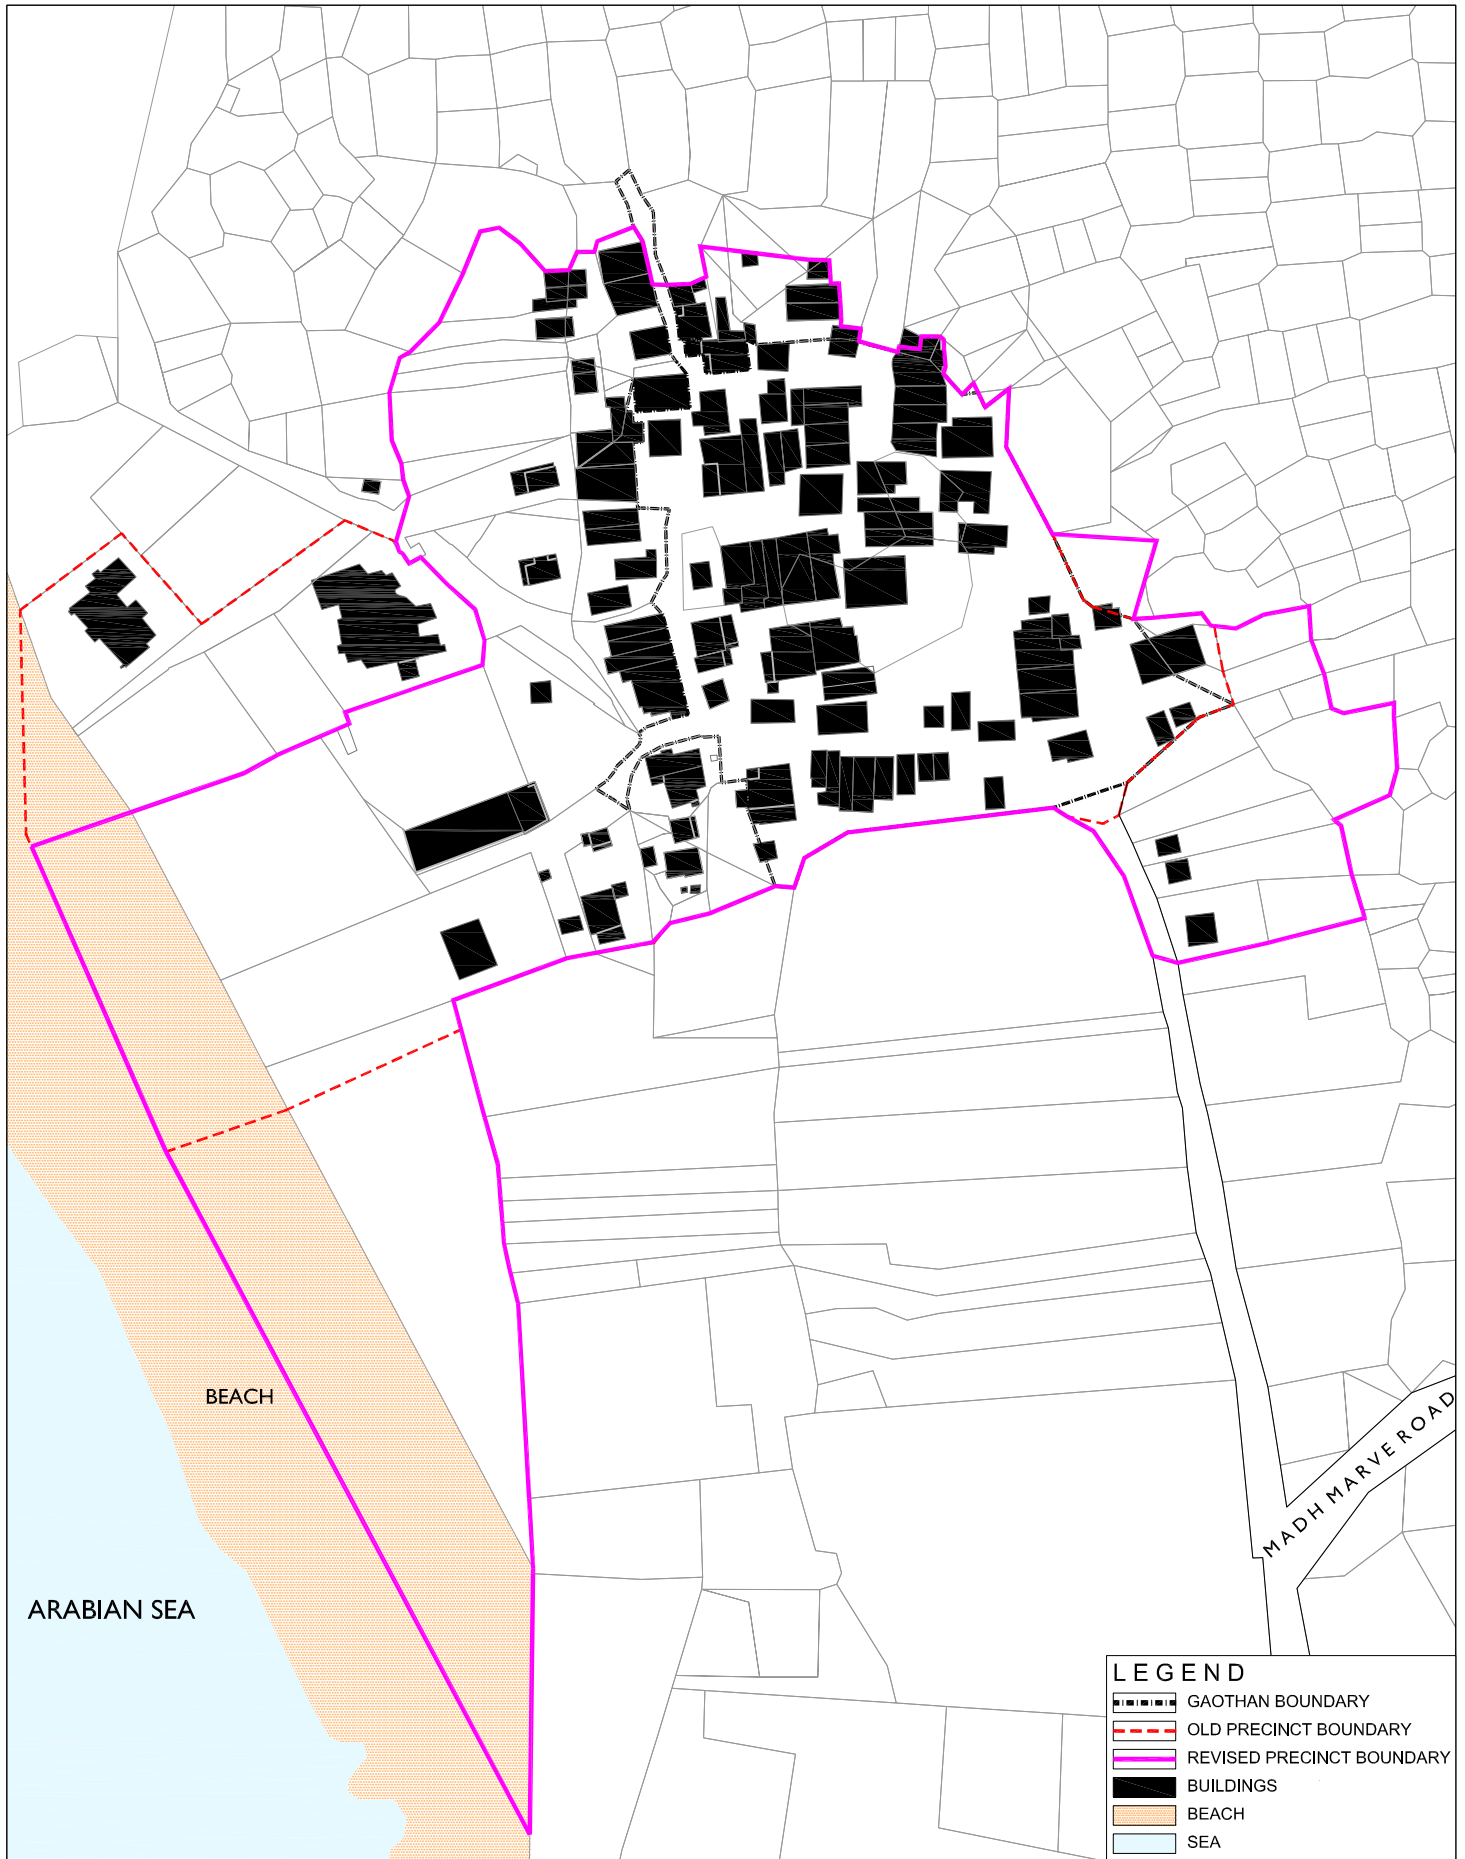 BEACH
MADH MARVE ROAD
ARABIAN SEA
LEGEND
GAOTHAN BOUNDARY
OLD PRECINCT BOUNDARY
REVISED PRECINCT BOUNDARY
BUILDINGS
BEACH
SEA